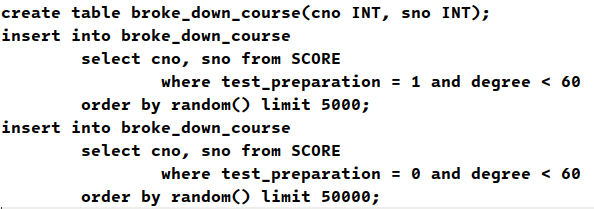 create table broke_down_course(cno INT, sno INT);
insert into broke_down_course
        select cno, sno from SCORE
                where test_preparation = 1 and degree < 60
        order by random() limit 5000;
insert into broke_down_course
        select cno, sno from SCORE
                where test_preparation = 0 and degree < 60
        order by random() limit 50000;